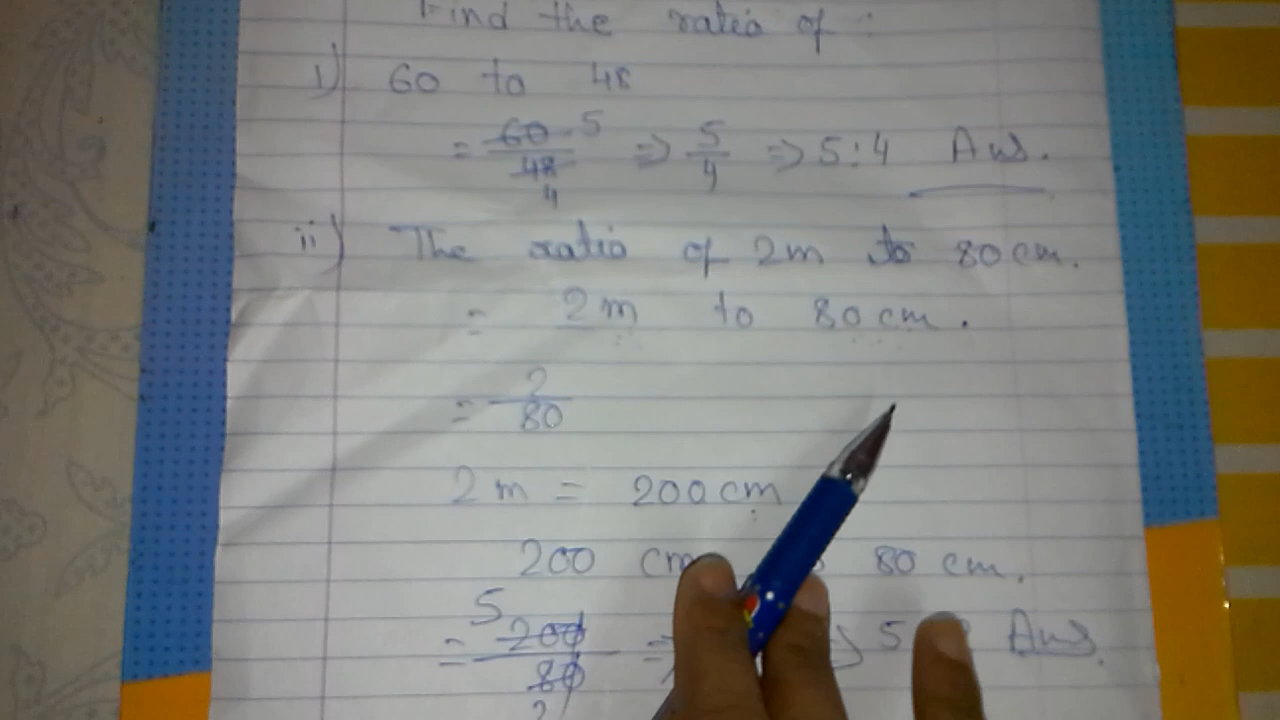 Find the ratio of :
i) 60 to 48
= 60/48 5 4 => 5/4 => 5:4 Ans.
ii) The ratio of 2m to 80 cm.
= 2m to 80 cm.
= 2/80
2 m = 200 cm
200 cm 80 cm.
= 5 200/80 2 = 5 Ans.